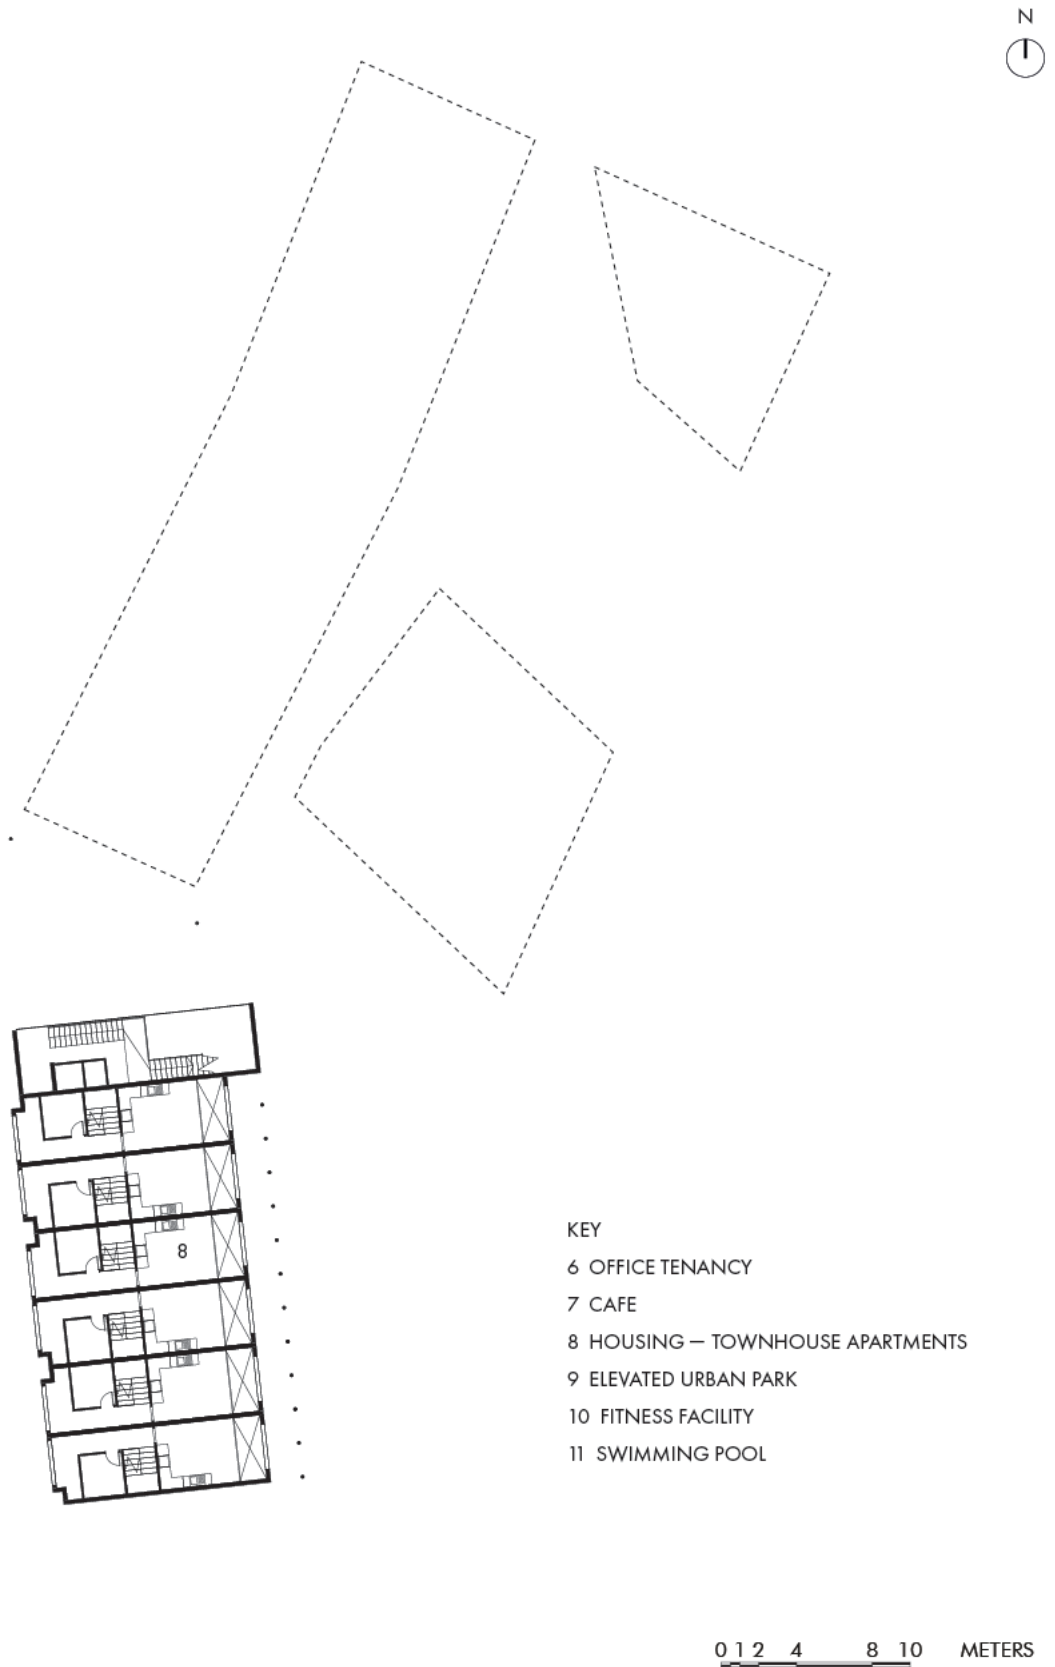 N
8
KEY
6 OFFICE TENANCY
7 CAFE
8 HOUSING — TOWNHOUSE APARTMENTS
9 ELEVATED URBAN PARK
10 FITNESS FACILITY
11 SWIMMING POOL
0 1 2 4 8 10 METERS